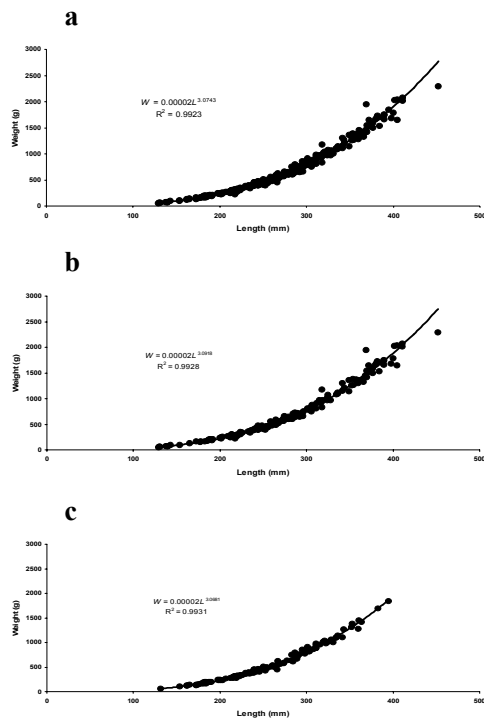 a
3000
2500
2000
1500
1000
500
0
Weight (g)
W = 0.00002L^3.0743
R² = 0.9923
0 100 200 300 400 500
Length (mm)
b
3000
2500
2000
1500
1000
500
0
Weight (g)
W = 0.00002L^3.0918
R² = 0.9928
0 100 200 300 400 500
Length (mm)
c
3000
2500
2000
1500
1000
500
0
Weight (g)
R² = 0.9931
0 100 200 300 400 500
Length (mm)